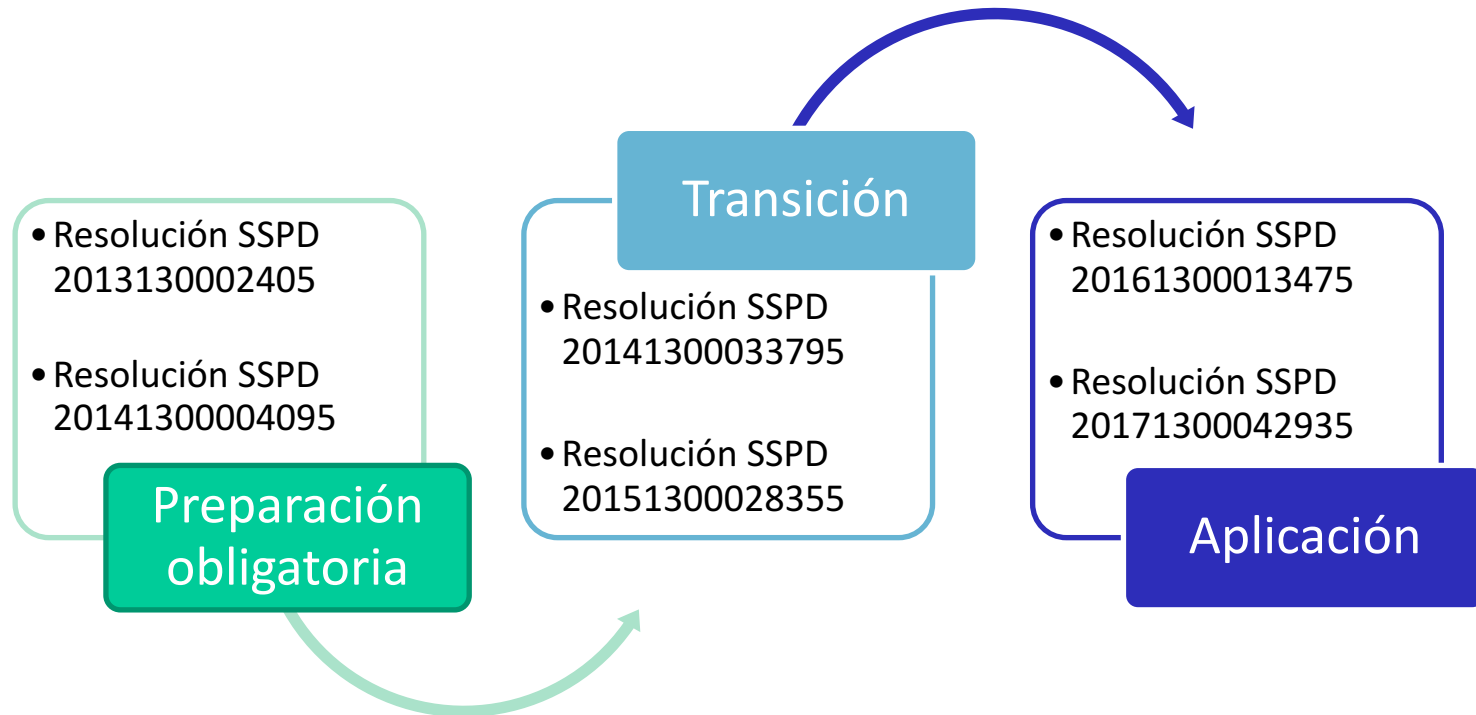 • Resolución SSPD
2013130002405
• Resolución SSPD
20141300004095
Preparación
obligatoria
Transición
• Resolución SSPD
20141300033795
• Resolución SSPD
20151300028355
• Resolución SSPD
20161300013475
• Resolución SSPD
20171300042935
Aplicación